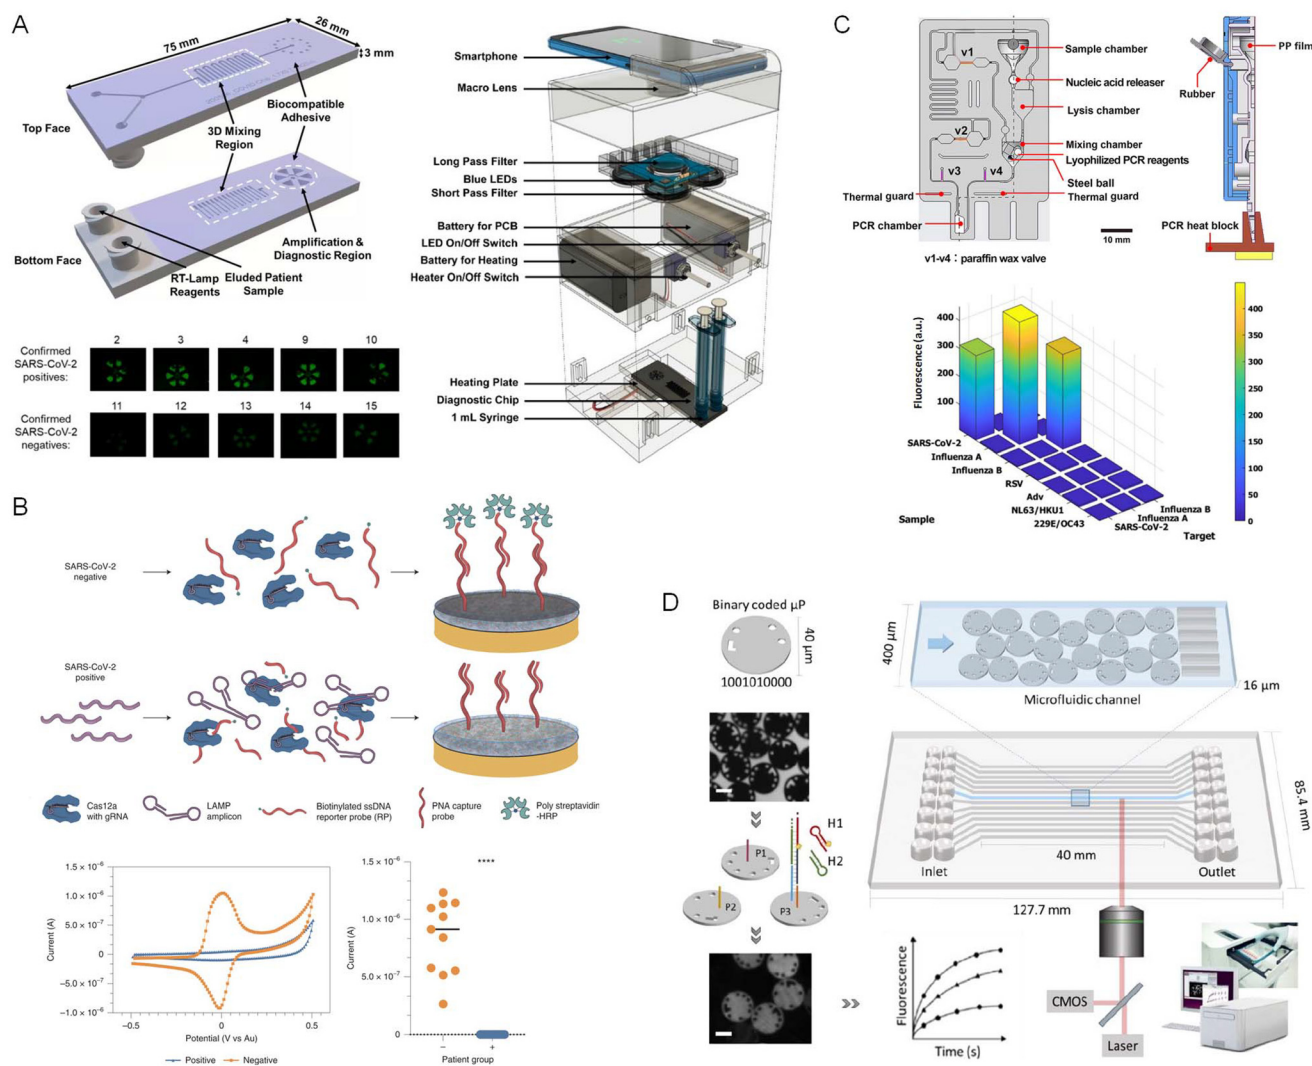 A
75 mm
26 mm
3 mm
Top Face
3D Mixing
Region
Biocompatible
Adhesive
Bottom Face
RT-Lamp
Reagents
Eluded Patient
Sample
Amplification &
Diagnostic Region
Confirmed
SARS-CoV-2
positives:
2
3
4
9
10
Confirmed
SARS-CoV-2
negatives:
11
12
13
14
15
Smartphone
Macro Lens
Long Pass Filter
Blue LEDs
Short Pass Filter
Battery for PCB
LED On/Off Switch
Battery for Heating
Heater On/Off Switch
Heating Plate
Diagnostic Chip
1 mL Syringe
C
v1
v2
v3
v4
Sample chamber
Nucleic acid releaser
Lysis chamber
Mixing chamber
Lyophilized PCR reagents
Steel ball
Thermal guard
Thermal guard
PCR chamber
10 mm
v1-v4：paraffin wax valve
PP film
Rubber
PCR heat block
Fluorescence (a.u.)
400
300
200
100
SARS-CoV-2
Influenza A
Influenza B
RSV
Adv
NL63/HKU1
229E/OC43
Sample
Influenza B
Influenza A
SARS-CoV-2
Target
400
350
300
250
200
150
100
50
0
B
SARS-CoV-2
negative
SARS-CoV-2
positive
Cas12a
with gRNA
LAMP
amplicon
Biotinylated ssDNA
reporter probe (RP)
PNA capture
probe
Poly streptavidin
-HRP
Current (A)
1.5 × 10⁻⁶
1.0 × 10⁻⁶
5.0 × 10⁻⁷
0
−5.0 × 10⁻⁷
−1.0 × 10⁻⁶
−0.5
0
0.5
Potential (V vs Au)
Positive
Negative
Current (A)
1.5 × 10⁻⁶
1.0 × 10⁻⁶
5.0 × 10⁻⁷
0
****
−
+
Patient group
D
Binary coded μP
40 μm
1001010000
P1
P2
P3
H1
H2
400 μm
Microfluidic channel
16 μm
85.4 mm
40 mm
Inlet
Outlet
127.7 mm
Fluorescence
Time (s)
CMOS
Laser